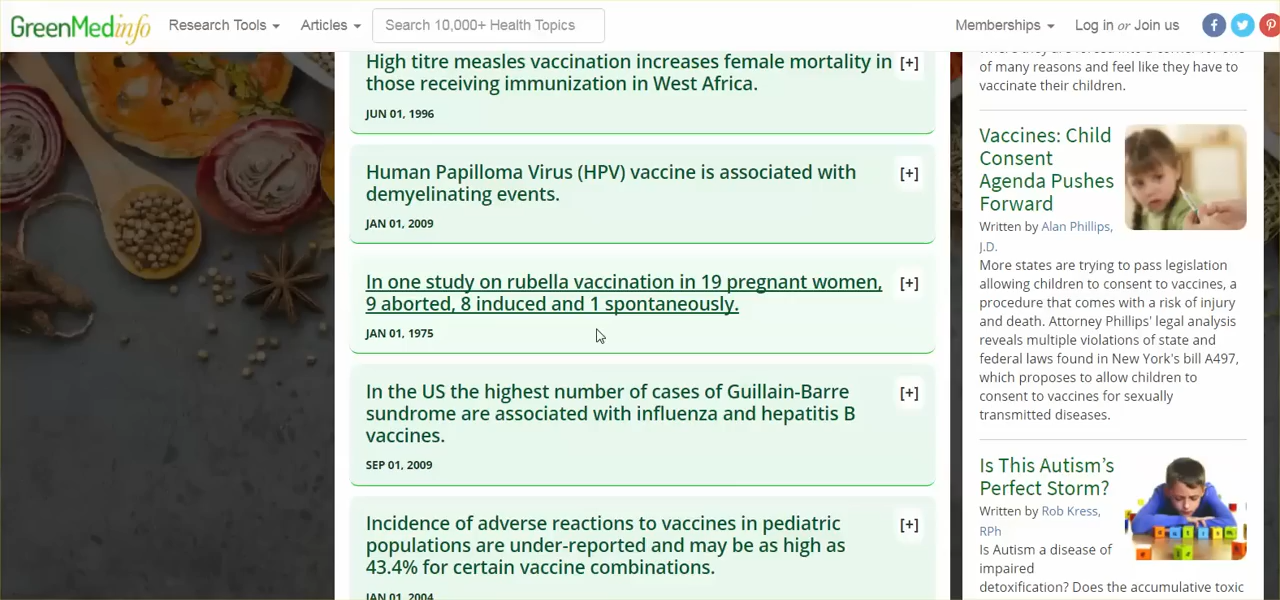 GreenMedinfo Research Tools Articles Search 10,000+ Health Topics Memberships Log in or Join us
High titre measles vaccination increases female mortality in [+]
those receiving immunization in West Africa.
JUN 01, 1996
Human Papilloma Virus (HPV) vaccine is associated with [+]
demyelinating events.
JAN 01, 2009
In one study on rubella vaccination in 19 pregnant women, [+]
9 aborted, 8 induced and 1 spontaneously.
JAN 01, 1975
In the US the highest number of cases of Guillain-Barre [+]
syndrome are associated with influenza and hepatitis B
vaccines.
SEP 01, 2009
Incidence of adverse reactions to vaccines in pediatric [+]
populations are under-reported and may be as high as
43.4% for certain vaccine combinations.
JAN 01, 2004
of many reasons and feel like they have to
vaccinate their children.
Vaccines: Child
Consent
Agenda Pushes
Forward
Written by Alan Phillips,
J.D.
More states are trying to pass legislation
allowing children to consent to vaccines, a
procedure that comes with a risk of injury
and death. Attorney Phillips' legal analysis
reveals multiple violations of state and
federal laws found in New York's bill A497,
which proposes to allow children to
consent to vaccines for sexually
transmitted diseases.
Is This Autism's
Perfect Storm?
Written by Rob Kress,
RPh
Is Autism a disease of
impaired
detoxification? Does the accumulative toxic